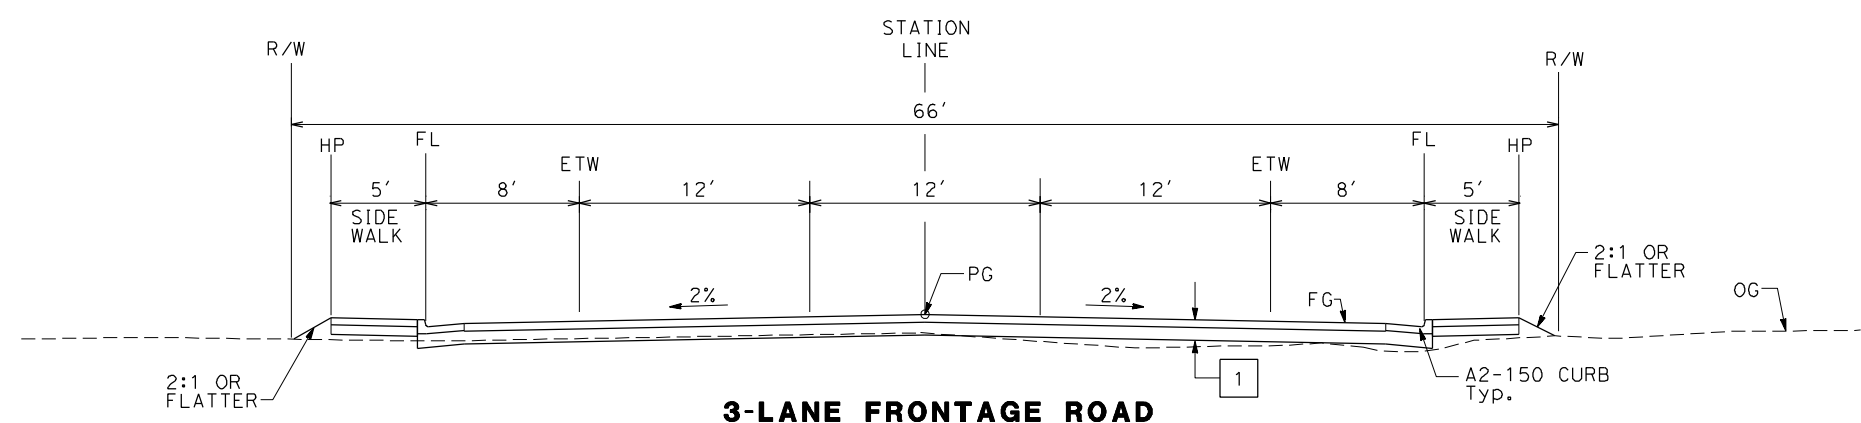 STATION
LINE
R/W
R/W
66'
HP
FL
ETW
ETW
FL
HP
5'
8'
12'
12'
12'
8'
5'
SIDE
WALK
SIDE
WALK
2:1 OR
FLATTER
PG
2%
2%
FG
OG
2:1 OR
FLATTER
1
A2-150 CURB
Typ.
3-LANE FRONTAGE ROAD